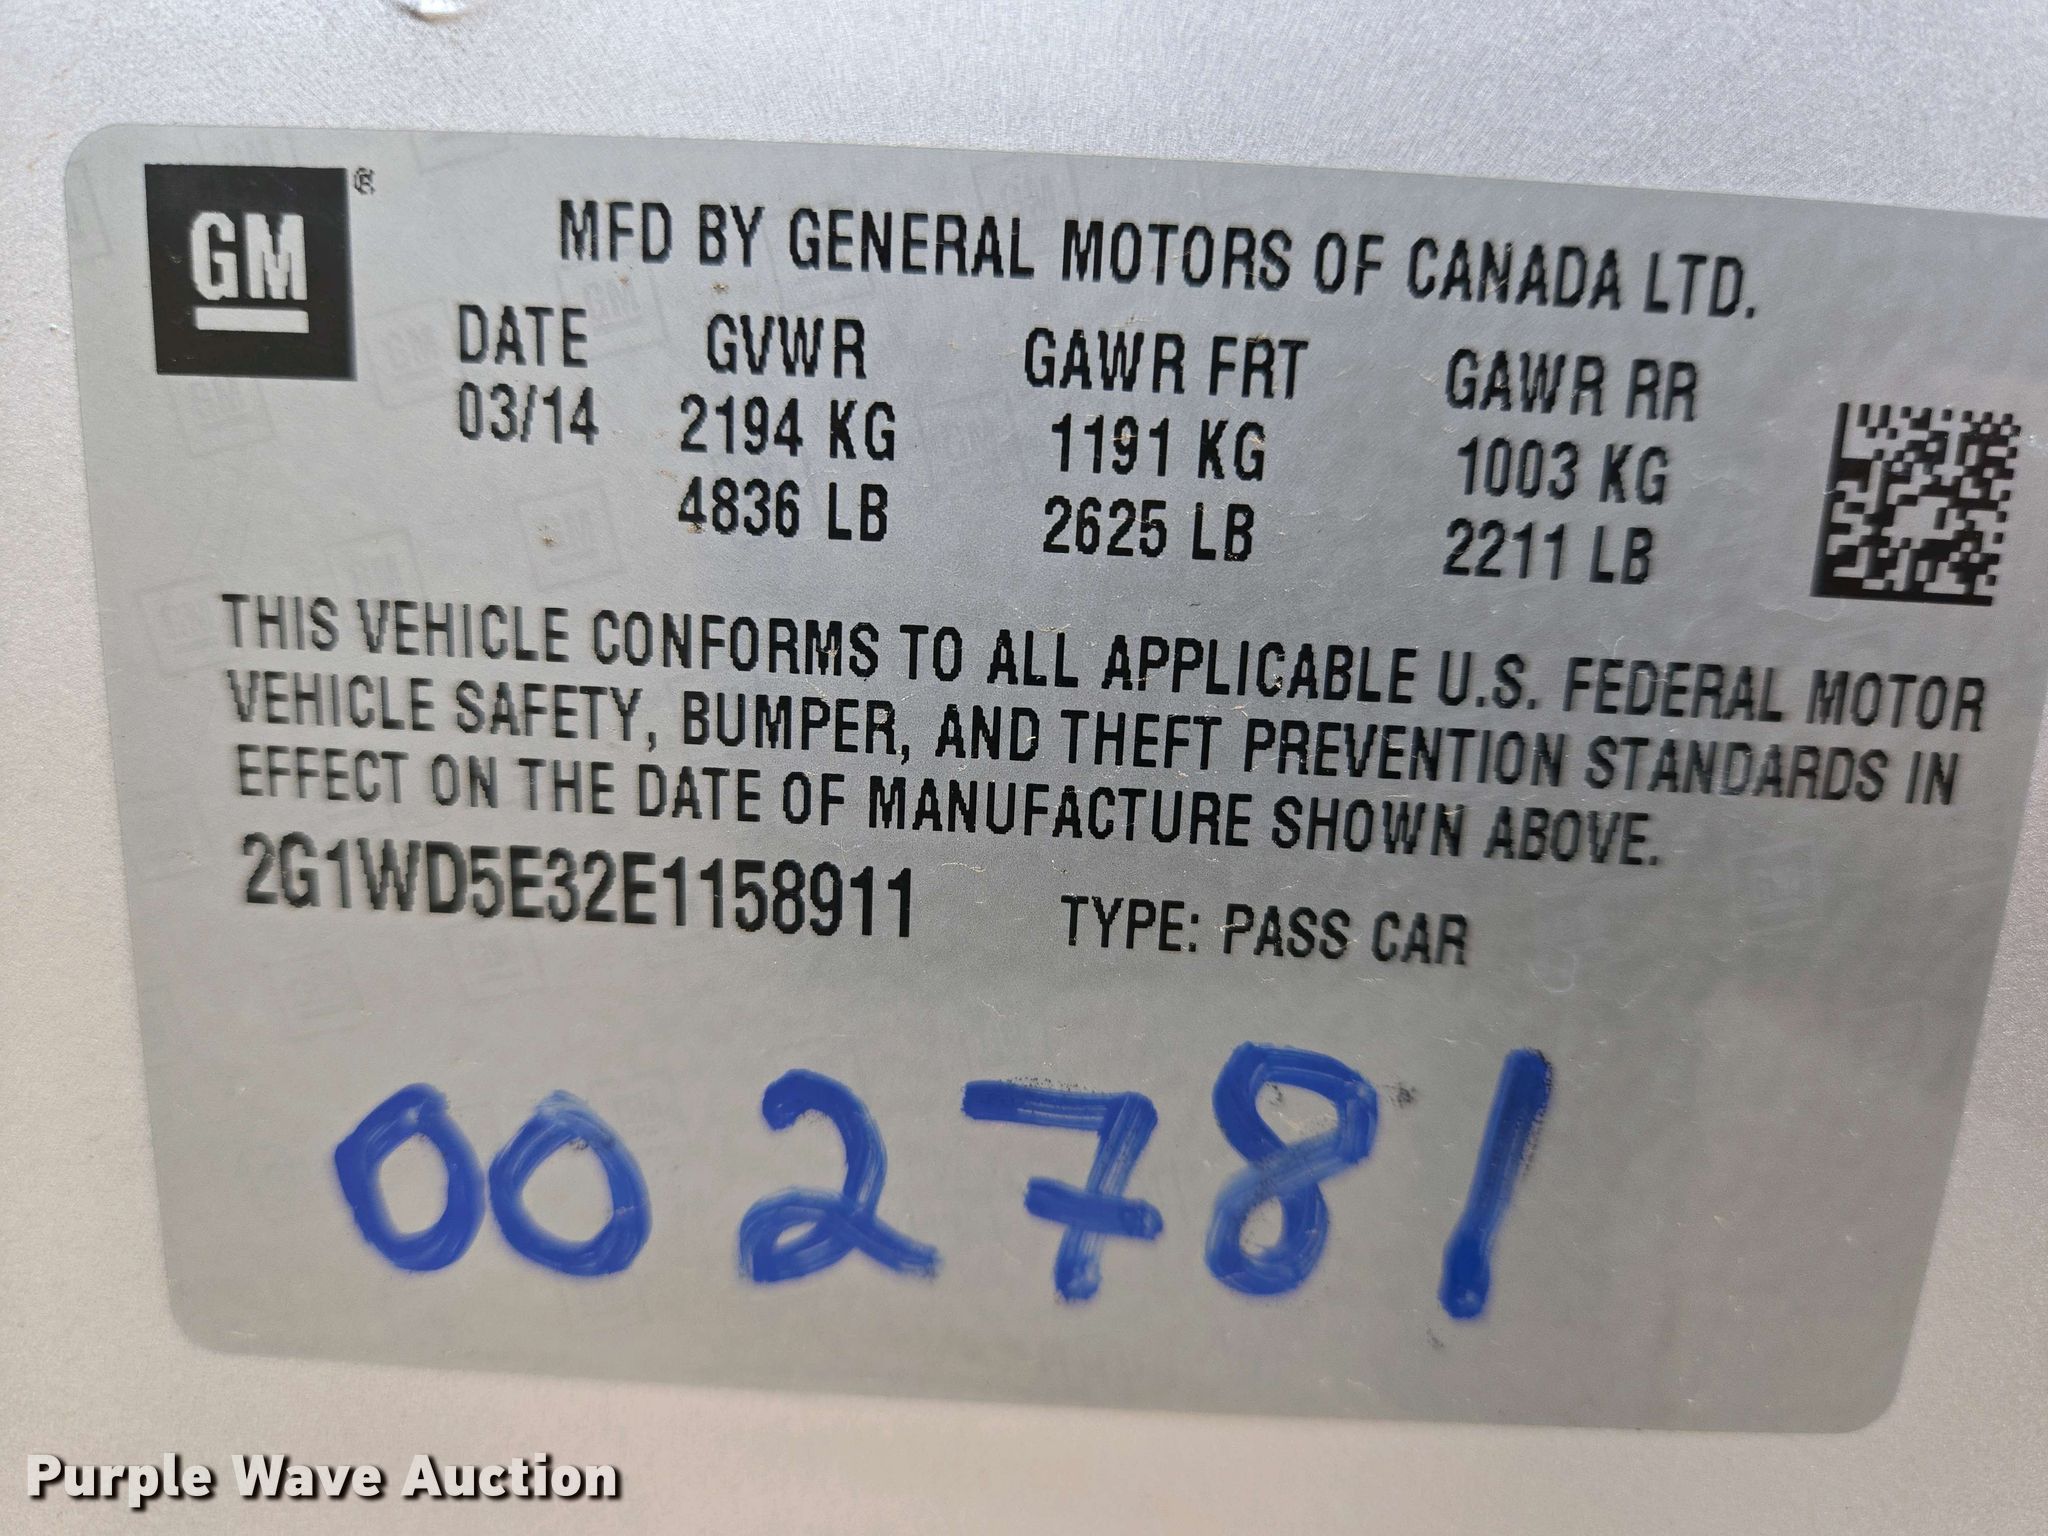 GM ®
MFD BY GENERAL MOTORS OF CANADA LTD.
DATE GVWR GAWR FRT GAWR RR
03/14 2194 KG 1191 KG 1003 KG
4836 LB 2625 LB 2211 LB
THIS VEHICLE CONFORMS TO ALL APPLICABLE U.S. FEDERAL MOTOR
VEHICLE SAFETY, BUMPER, AND THEFT PREVENTION STANDARDS IN
EFFECT ON THE DATE OF MANUFACTURE SHOWN ABOVE.
2G1WD5E32E1158911 TYPE: PASS CAR
002781
Purple Wave Auction